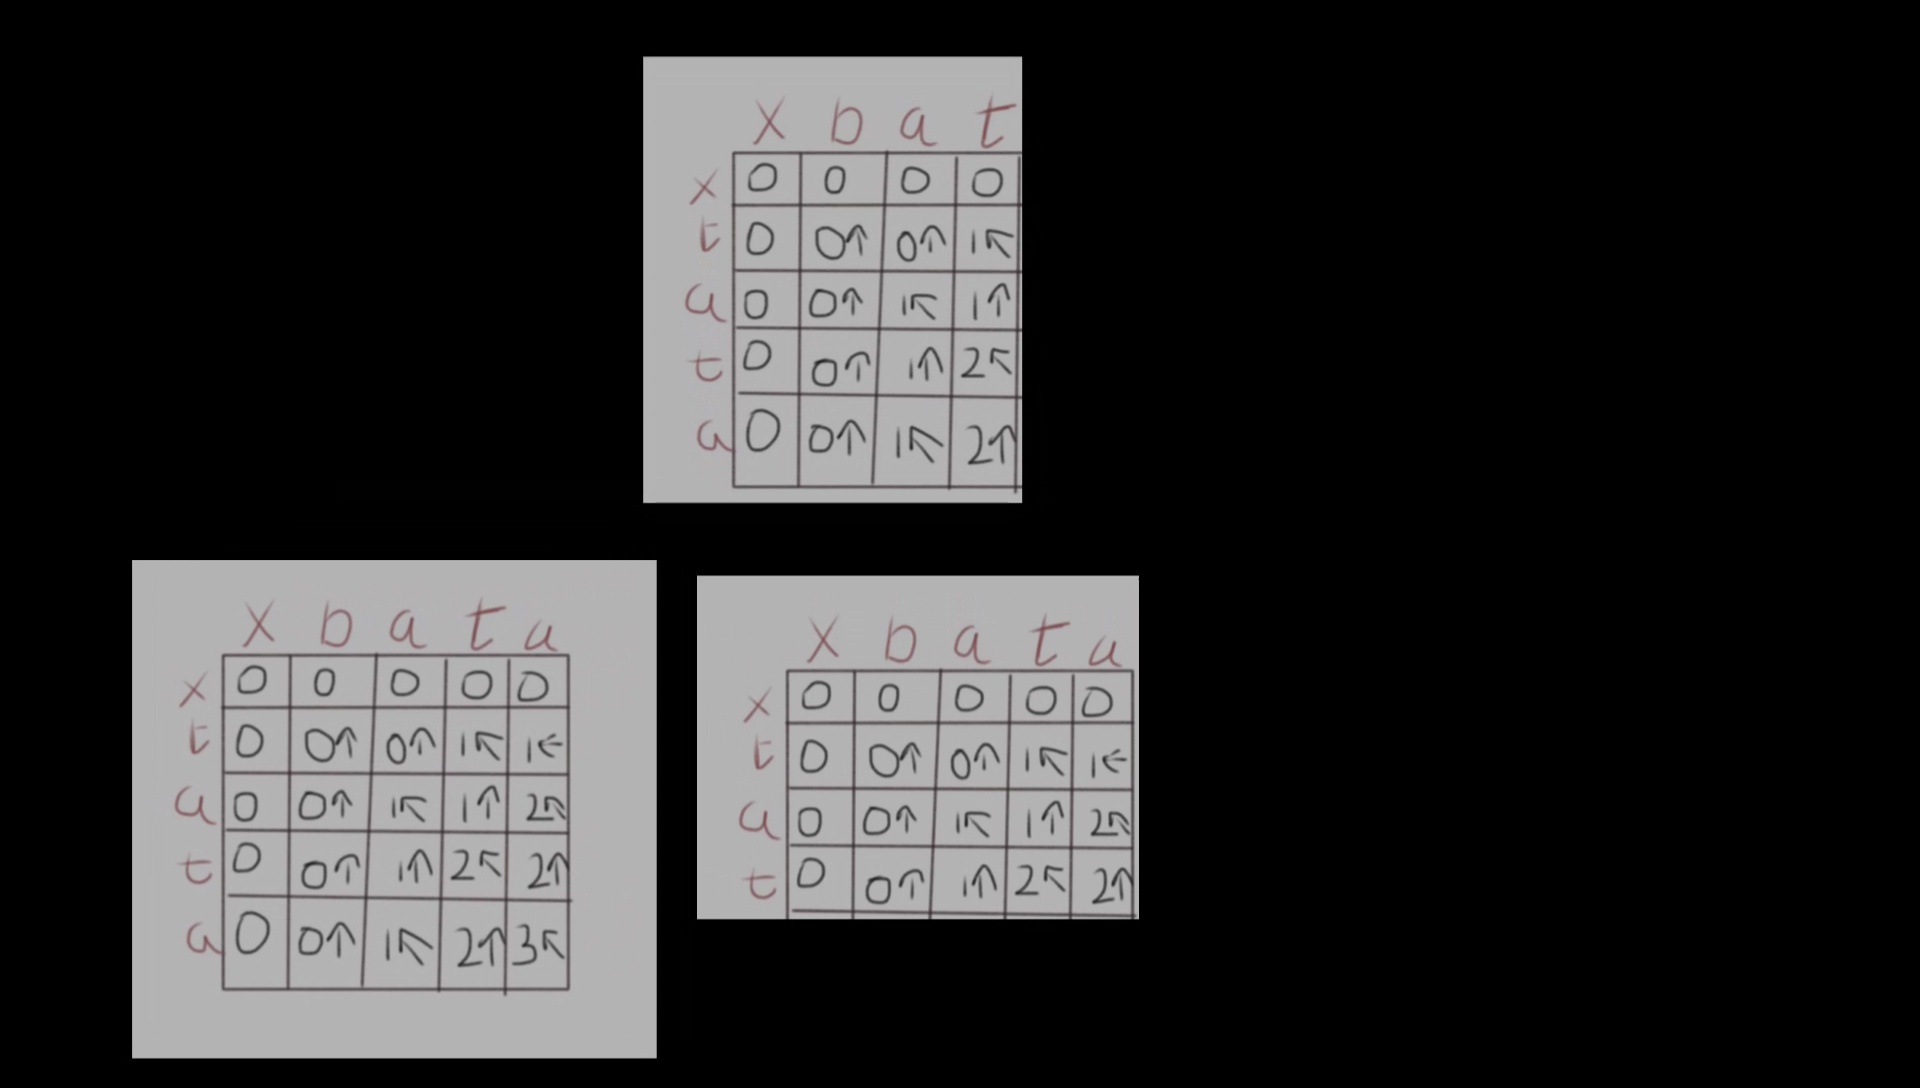 X b a t
x 0 0 0 0
t 0 0↑ 0↑ 1↖
a 0 0↑ 1↖ 1↑
t 0 0↑ 1↑ 2↖
a 0 0↑ 1↖ 2↑
X b a t a
x 0 0 0 0 0
t 0 0↑ 0↑ 1↖ 1←
a 0 0↑ 1↖ 1↑ 2↖
t 0 0↑ 1↑ 2↖ 2↑
a 0 0↑ 1↖ 2↑ 3↖
X b a t a
x 0 0 0 0 0
t 0 0↑ 0↑ 1↖ 1←
a 0 0↑ 1↖ 1↑ 2↖
t 0 0↑ 1↑ 2↖ 2↑